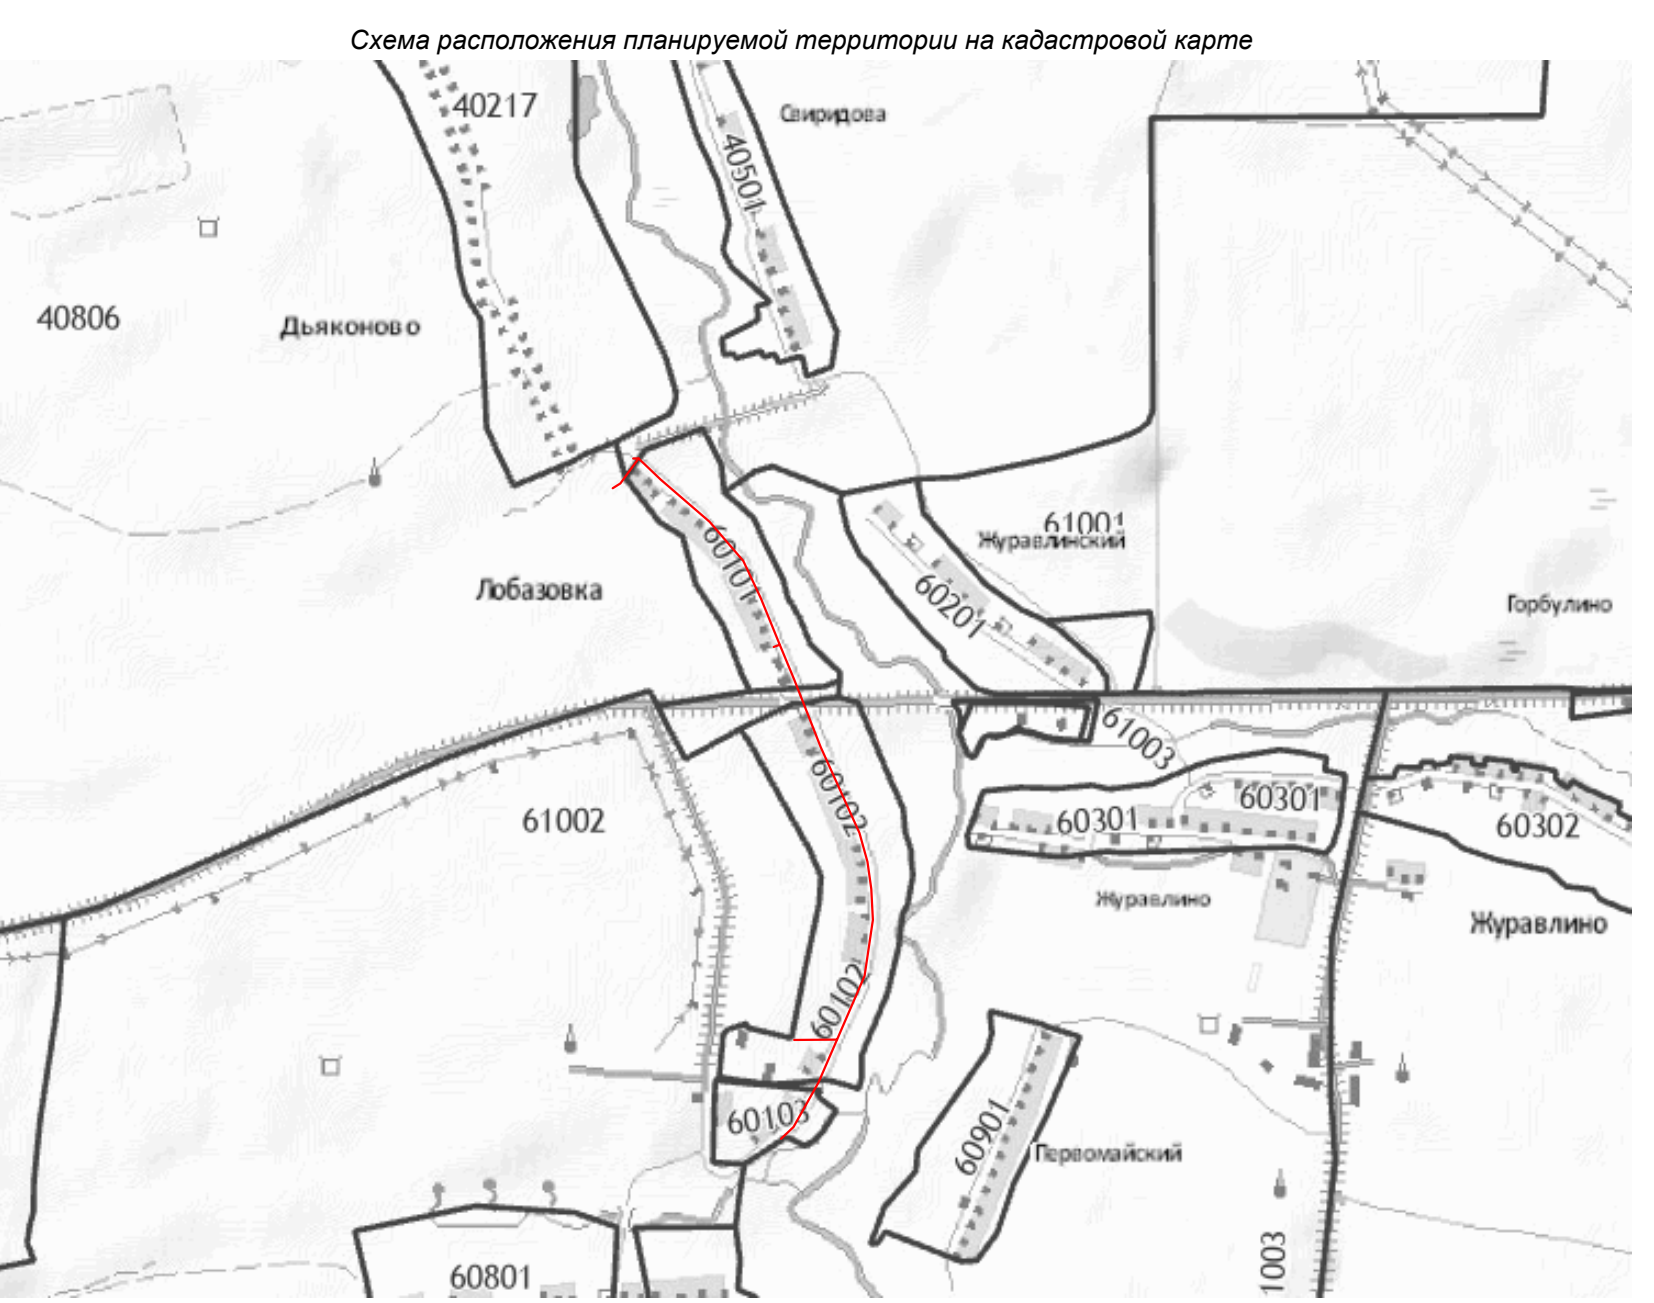 Схема расположения планируемой территории на кадастровой карте
40217
Свиридова
40501
40806
Дьяконово
61001
Журавлинский
60101
Лобазовка
60201
Горбулино
61003
60102
61002
60301
60301
60302
Журавлино
Журавлино
60102
60103
60901
Первомайский
1003
60801